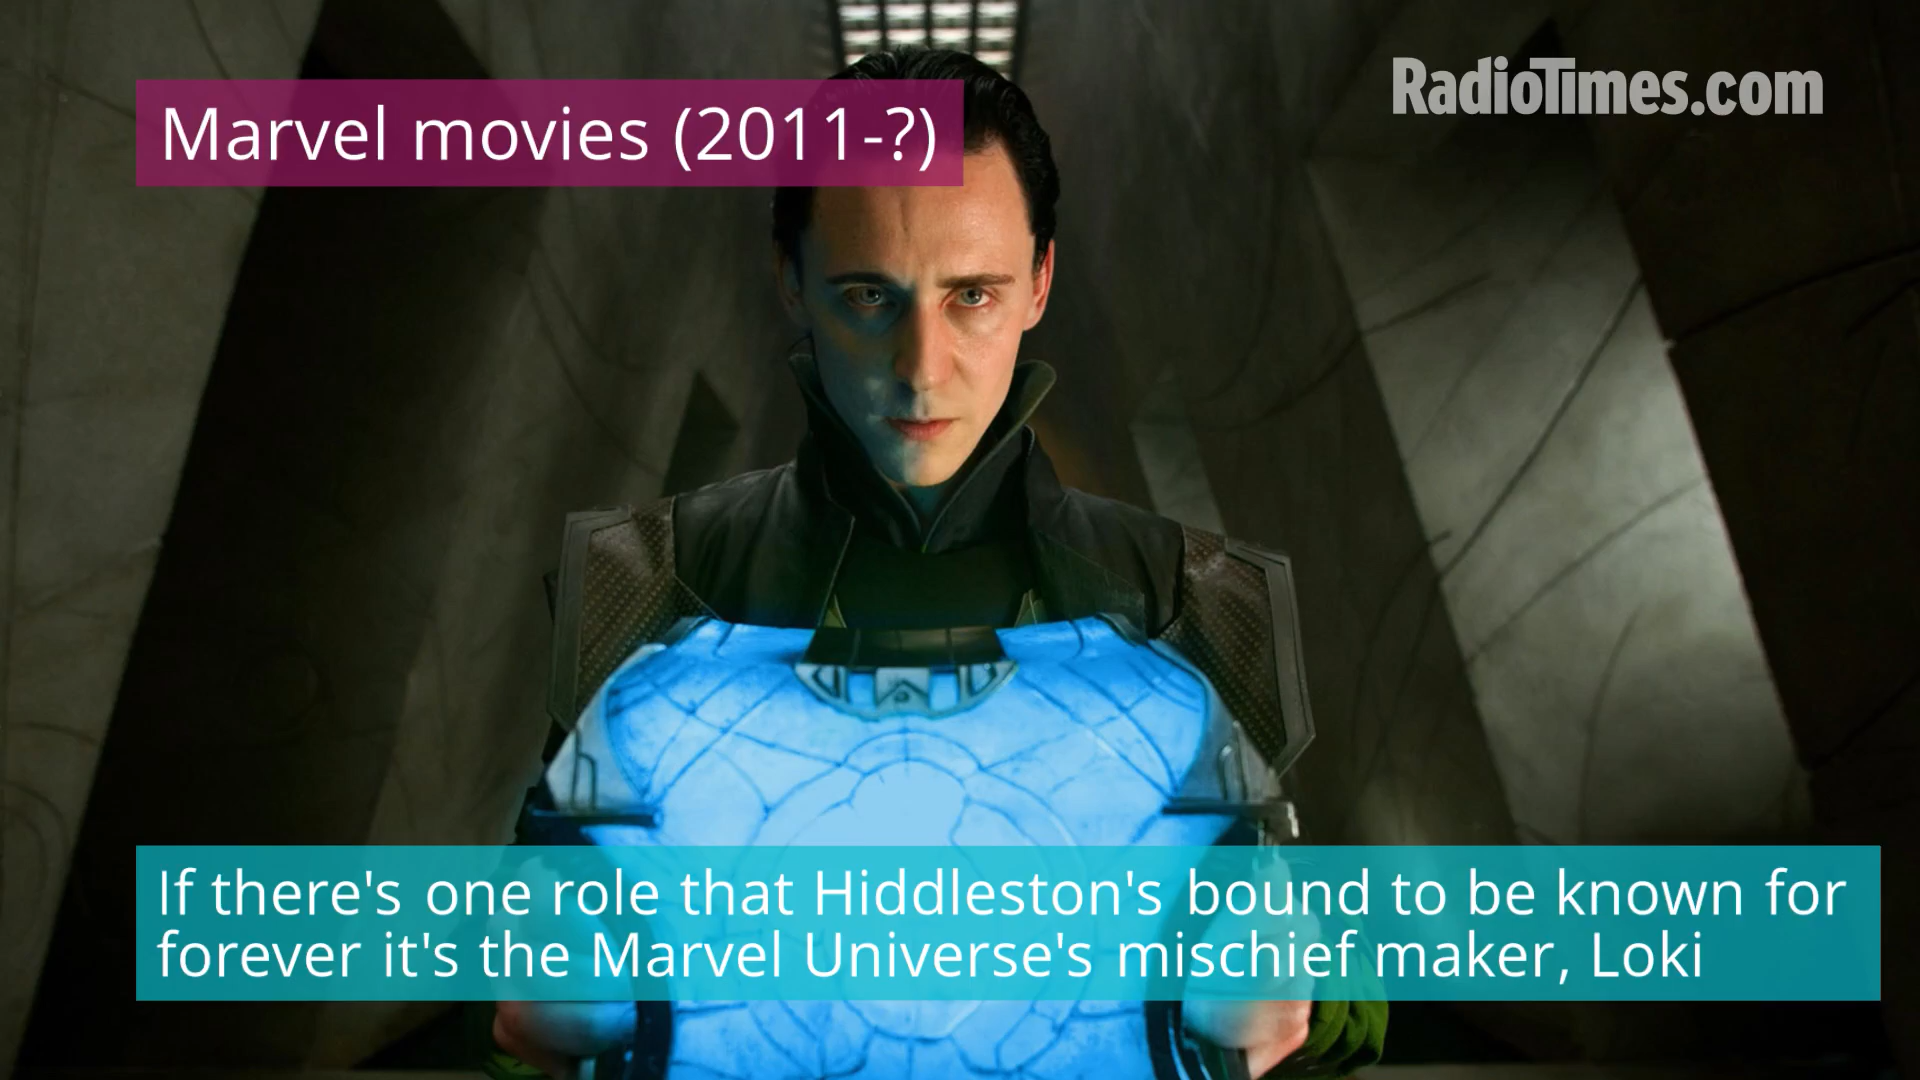 Marvel movies (2011-?)
RadioTimes.com
If there's one role that Hiddleston's bound to be known for
forever it's the Marvel Universe's mischief maker, Loki